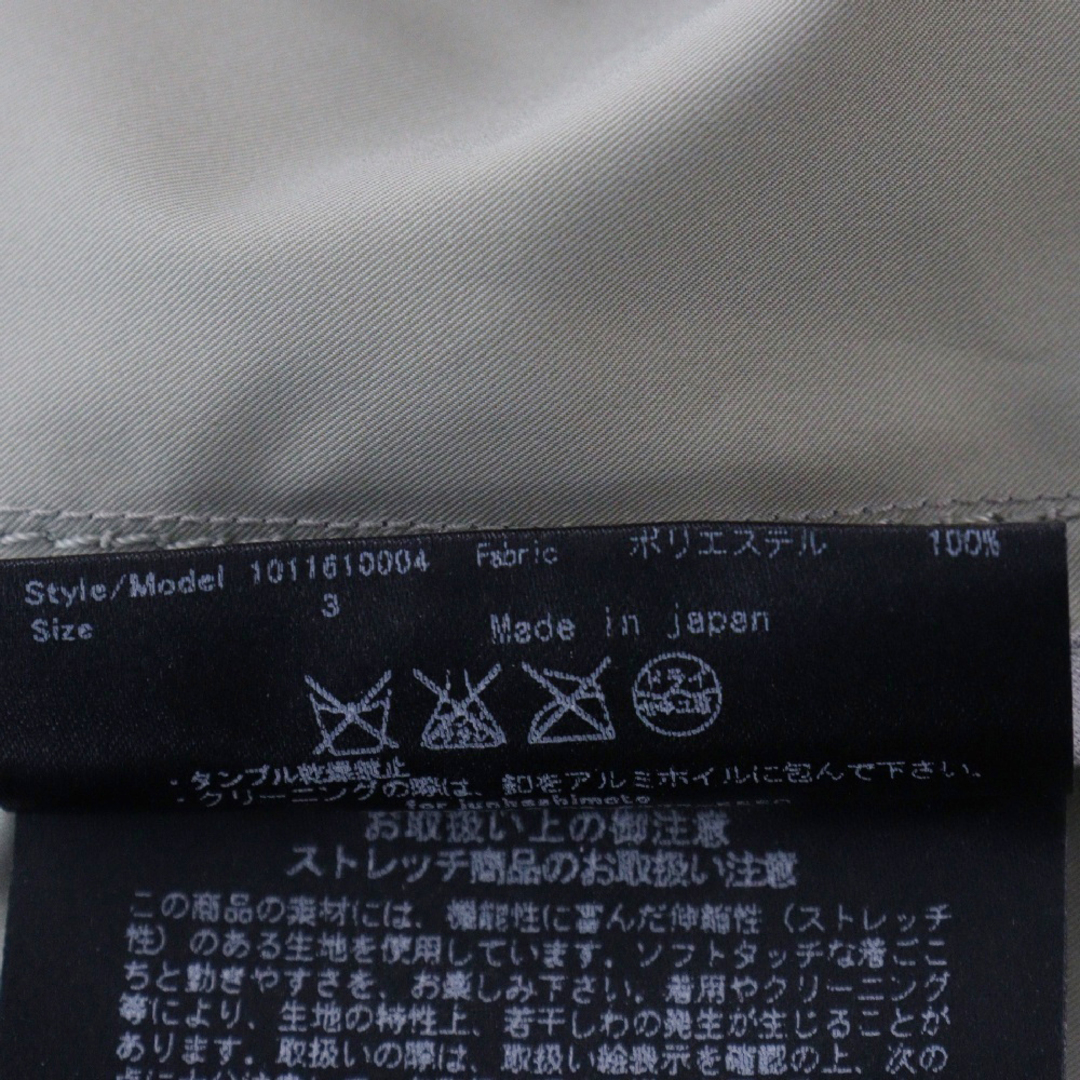 Style/Model 1011610004 Fabric ポリエステル 100%
Size 3
Made in japan
ドライ
・タンブル乾燥禁止
・クリーニングの際は、釦をアルミホイルに包んで下さい。
for junhashimoto
お取扱い上の御注意
ストレッチ商品のお取扱い注意
この商品の素材には、機能性に富んだ伸縮性（ストレッチ
性）のある生地を使用しています。ソフトタッチな着ごこ
ちと動きやすさを、お楽しみ下さい。着用やクリーニング
等により、生地の特性上、若干しわの発生が生じることが
あります。取扱いの際は、取扱い絵表示を確認の上、次の